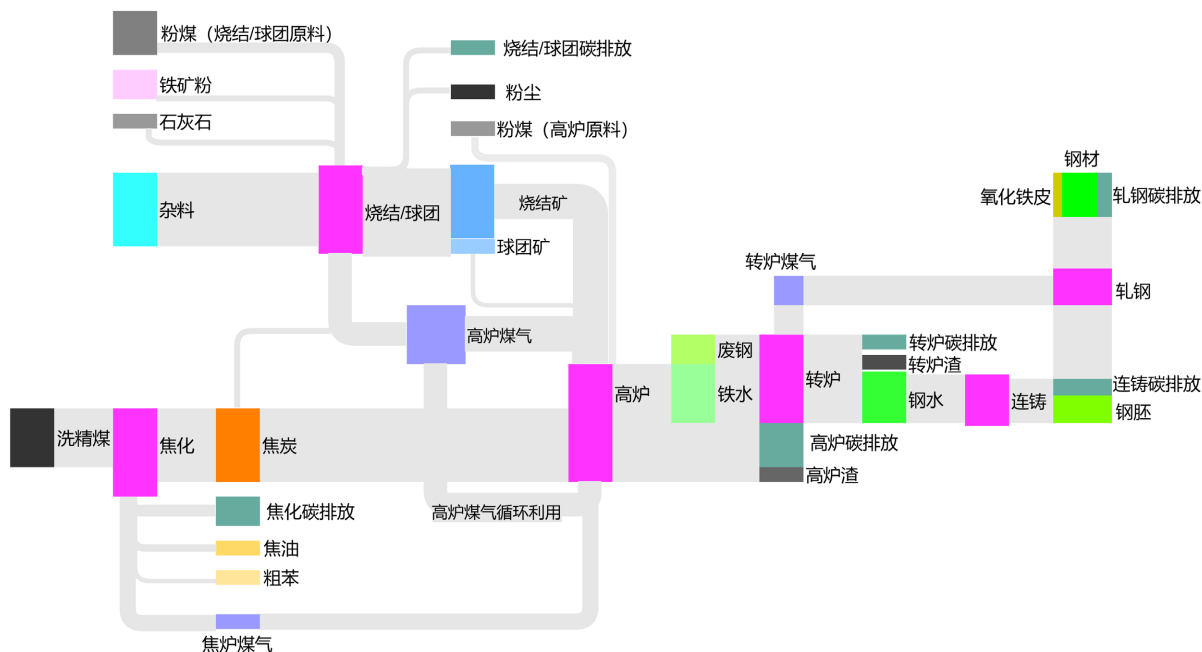 粉煤（烧结/球团原料）
烧结/球团碳排放
铁矿粉
粉尘
石灰石
粉煤（高炉原料）
钢材
氧化铁皮
轧钢碳排放
杂料
烧结/球团
烧结矿
球团矿
转炉煤气
轧钢
高炉煤气
废钢
转炉碳排放
转炉渣
高炉
铁水
转炉
钢水
连铸
连铸碳排放
钢胚
洗精煤
焦化
焦炭
高炉碳排放
高炉渣
焦化碳排放
高炉煤气循环利用
焦油
粗苯
焦炉煤气